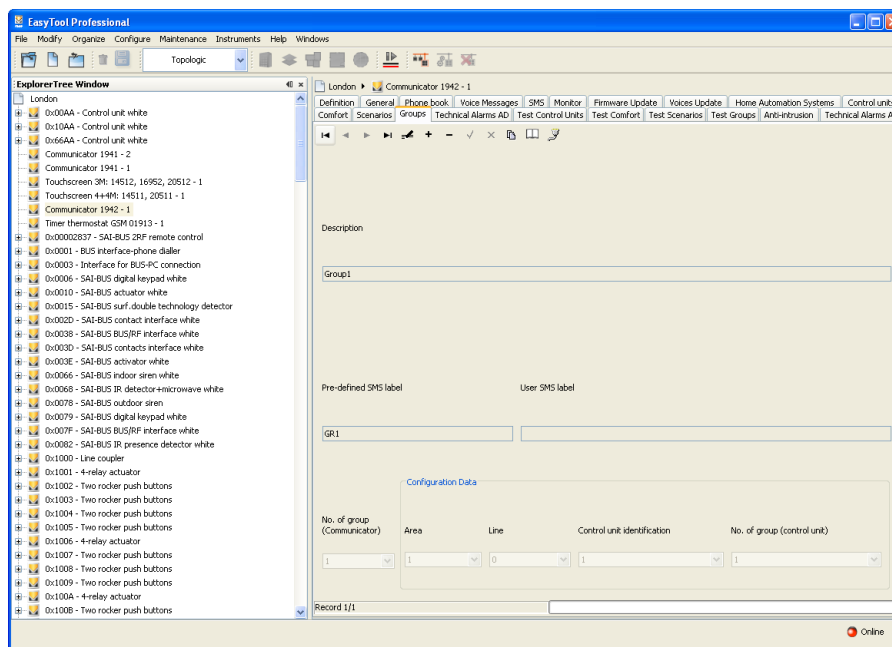 EasyTool Professional
File Modify Organize Configure Maintenance Instruments Help Windows
Topologic
ExplorerTree Window
London
0x00AA - Control unit white
0x10AA - Control unit white
0x66AA - Control unit white
Communicator 1941 - 2
Communicator 1941 - 1
Touchscreen 3M: 14512, 16952, 20512 - 1
Touchscreen 4+4M: 14511, 20511 - 1
Communicator 1942 - 1
Timer thermostat GSM 01913 - 1
0x00002837 - SAI-BUS 2RF remote control
0x0001 - BUS interface-phone dialler
0x0003 - Interface for BUS-PC connection
0x0006 - SAI-BUS digital keypad white
0x0010 - SAI-BUS actuator white
0x0015 - SAI-BUS surf.double technology detector
0x002D - SAI-BUS contact interface white
0x0038 - SAI-BUS BUS/RF interface white
0x003D - SAI-BUS contacts interface white
0x003E - SAI-BUS activator white
0x0066 - SAI-BUS indoor siren white
0x0068 - SAI-BUS IR detector+microwave white
0x0078 - SAI-BUS outdoor siren
0x0079 - SAI-BUS digital keypad white
0x007F - SAI-BUS BUS/RF interface white
0x0082 - SAI-BUS IR presence detector white
0x1000 - Line coupler
0x1001 - 4-relay actuator
0x1002 - Two rocker push buttons
0x1003 - Two rocker push buttons
0x1004 - Two rocker push buttons
0x1005 - Two rocker push buttons
0x1006 - 4-relay actuator
0x1007 - Two rocker push buttons
0x1008 - Two rocker push buttons
0x1009 - Two rocker push buttons
0x100A - 4-relay actuator
0x100B - Two rocker push buttons
London Communicator 1942 - 1
Definition General Phone book Voice Messages SMS Monitor Firmware Update Voices Update Home Automation Systems Control units
Comfort Scenarios Groups Technical Alarms AD Test Control Units Test Comfort Test Scenarios Test Groups Anti-intrusion Technical Alarms A
Description
Group1
Pre-defined SMS label User SMS label
GR1
Configuration Data
No. of group
(Communicator) Area Line Control unit identification No. of group (control unit)
1 1 0 1 1
Record 1/1
Online